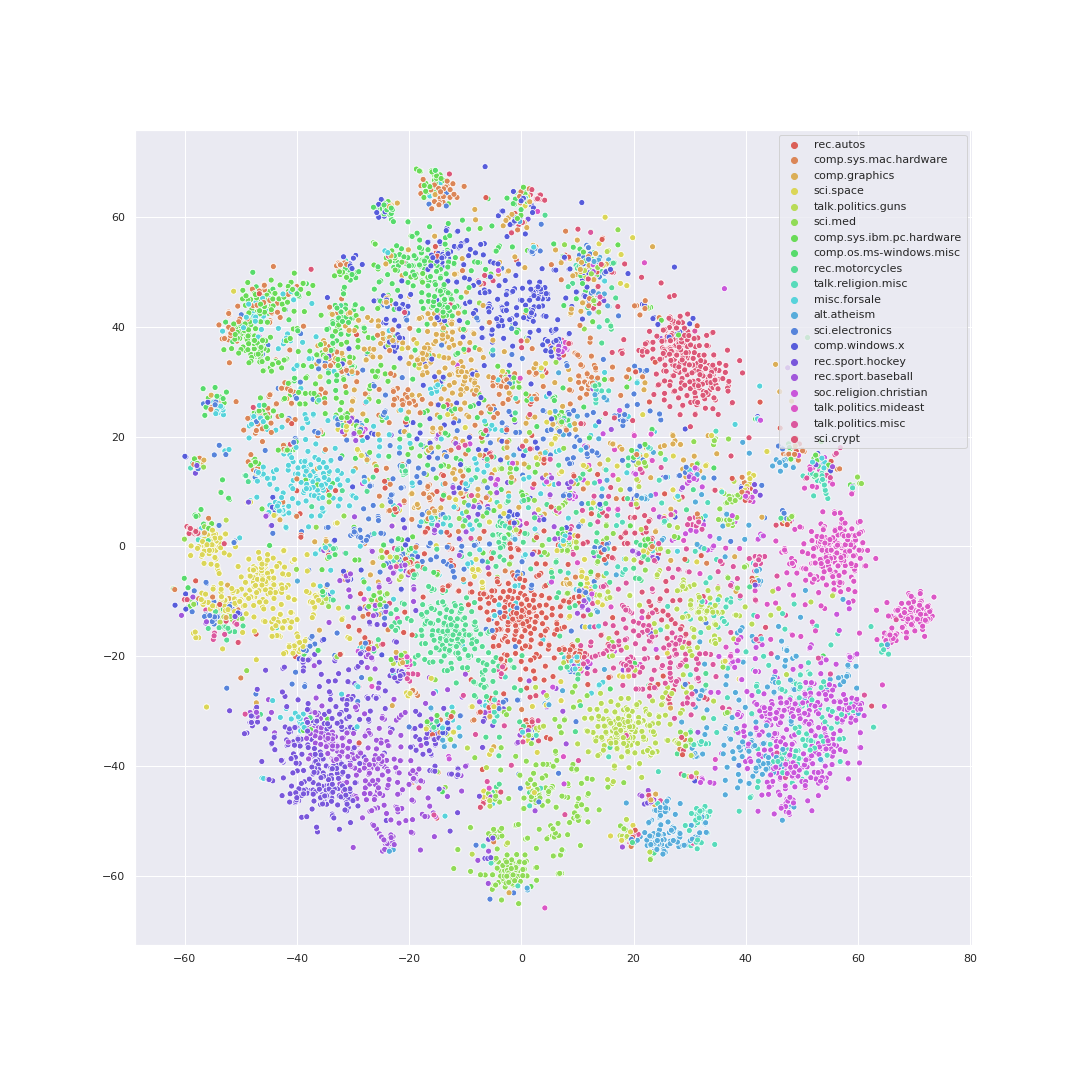 rec.autos
comp.sys.mac.hardware
comp.graphics
sci.space
talk.politics.guns
sci.med
comp.sys.ibm.pc.hardware
comp.os.ms-windows.misc
rec.motorcycles
talk.religion.misc
misc.forsale
alt.atheism
sci.electronics
comp.windows.x
rec.sport.hockey
rec.sport.baseball
soc.religion.christian
talk.politics.mideast
talk.politics.misc
sci.crypt
60
40
20
0
−20
−40
−60
−60 −40 −20 0 20 40 60 80